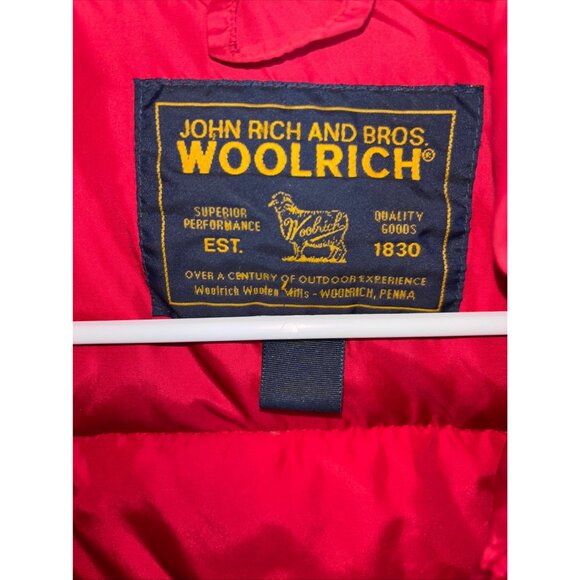 JOHN RICH AND BROS.
WOOLRICH®
SUPERIOR
PERFORMANCE
EST.
Woolrich
QUALITY
GOODS
1830
OVER A CENTURY OF OUTDOOR EXPERIENCE
Woolrich Woolen Mills - WOOLRICH, PENNA